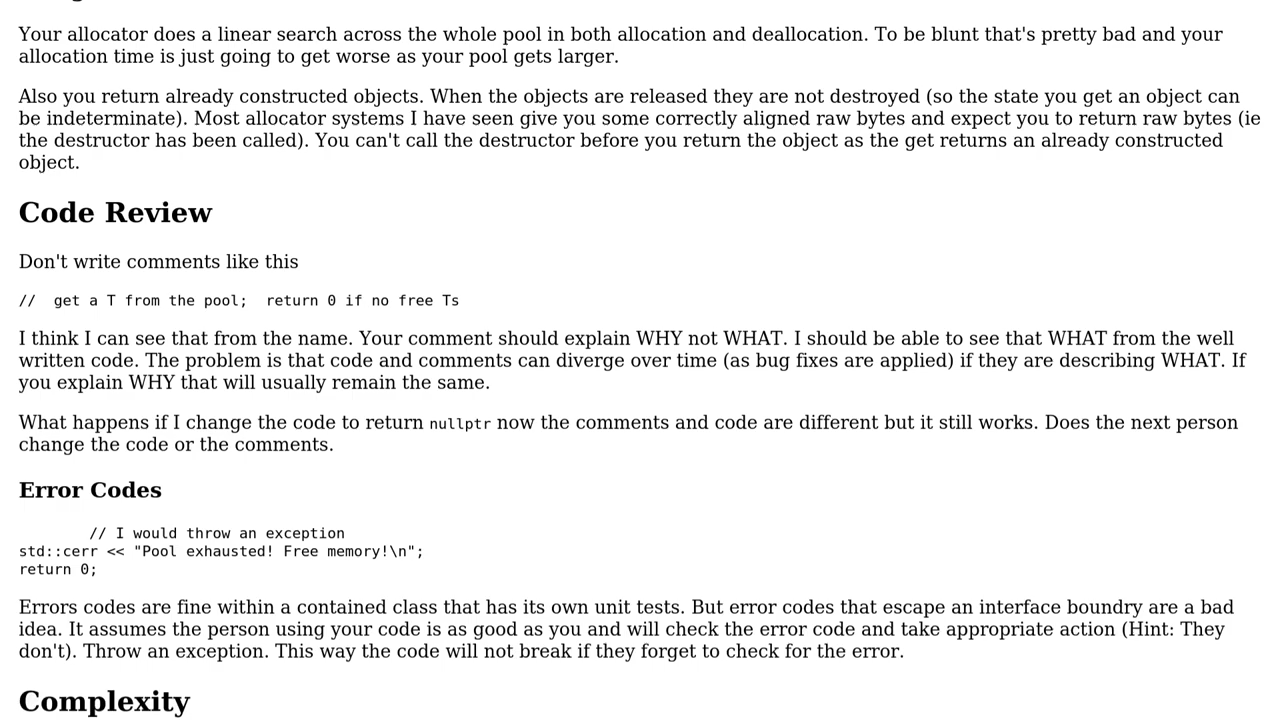 Your allocator does a linear search across the whole pool in both allocation and deallocation. To be blunt that's pretty bad and your
allocation time is just going to get worse as your pool gets larger.
Also you return already constructed objects. When the objects are released they are not destroyed (so the state you get an object can
be indeterminate). Most allocator systems I have seen give you some correctly aligned raw bytes and expect you to return raw bytes (ie
the destructor has been called). You can't call the destructor before you return the object as the get returns an already constructed
object.
Code Review
Don't write comments like this
//  get a T from the pool;  return 0 if no free Ts
I think I can see that from the name. Your comment should explain WHY not WHAT. I should be able to see that WHAT from the well
written code. The problem is that code and comments can diverge over time (as bug fixes are applied) if they are describing WHAT. If
you explain WHY that will usually remain the same.
What happens if I change the code to return nullptr now the comments and code are different but it still works. Does the next person
change the code or the comments.
Error Codes
        // I would throw an exception
std::cerr << "Pool exhausted! Free memory!\n";
return 0;
Errors codes are fine within a contained class that has its own unit tests. But error codes that escape an interface boundry are a bad
idea. It assumes the person using your code is as good as you and will check the error code and take appropriate action (Hint: They
don't). Throw an exception. This way the code will not break if they forget to check for the error.
Complexity